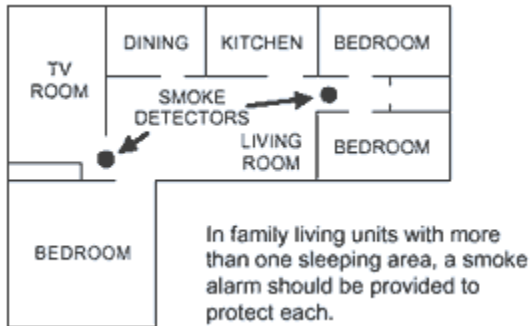 DINING
KITCHEN
BEDROOM
TV
ROOM
SMOKE
DETECTORS
LIVING
ROOM
BEDROOM
BEDROOM
In family living units with more
than one sleeping area, a smoke
alarm should be provided to
protect each.